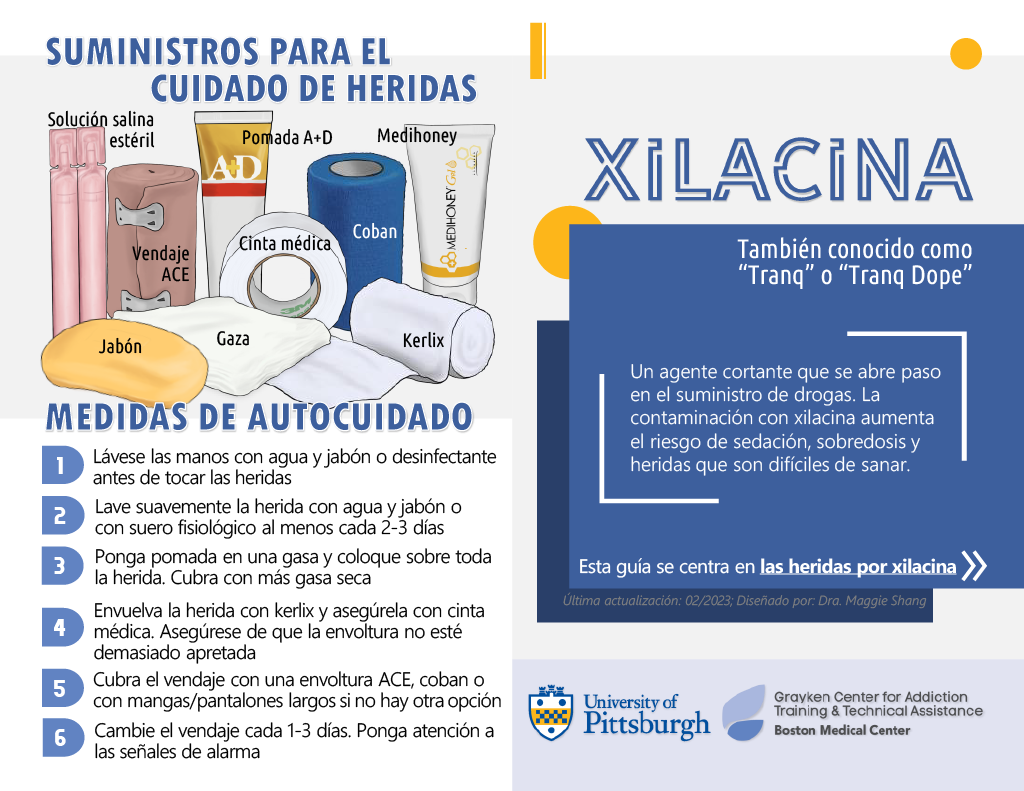 SUMINISTROS PARA EL
CUIDADO DE HERIDAS
Solución salina
estéril
Pomada A+D
Medihoney
A+D
MEDIHONEY Gel
Vendaje
ACE
Cinta médica
Coban
3M
Jabón
Gaza
Kerlix
MEDIDAS DE AUTOCUIDADO
1
Lávese las manos con agua y jabón o desinfectante
antes de tocar las heridas
2
Lave suavemente la herida con agua y jabón o
con suero fisiológico al menos cada 2-3 días
3
Ponga pomada en una gasa y coloque sobre toda
la herida. Cubra con más gasa seca
4
Envuelva la herida con kerlix y asegúrela con cinta
médica. Asegúrese de que la envoltura no esté
demasiado apretada
5
Cubra el vendaje con una envoltura ACE, coban o
con mangas/pantalones largos si no hay otra opción
6
Cambie el vendaje cada 1-3 días. Ponga atención a
las señales de alarma
XiLACiNA
También conocido como
“Tranq” o “Tranq Dope”
Un agente cortante que se abre paso
en el suministro de drogas. La
contaminación con xilacina aumenta
el riesgo de sedación, sobredosis y
heridas que son difíciles de sanar.
Esta guía se centra en las heridas por xilacina
Última actualización: 02/2023; Diseñado por: Dra. Maggie Shang
University of
Pittsburgh
Grayken Center for Addiction
Training & Technical Assistance
Boston Medical Center